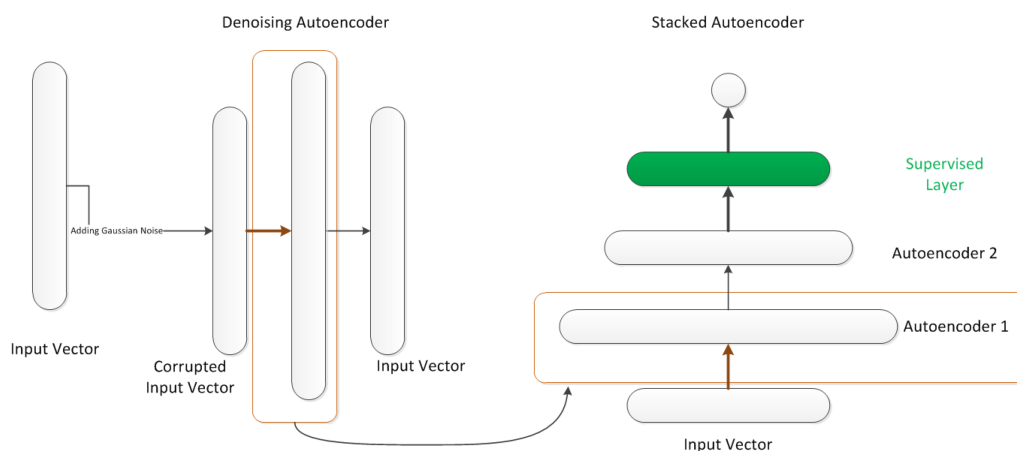 Denoising Autoencoder
Stacked Autoencoder
Adding Gaussian Noise
Input Vector
Corrupted
Input Vector
Input Vector
Supervised
Layer
Autoencoder 2
Autoencoder 1
Input Vector